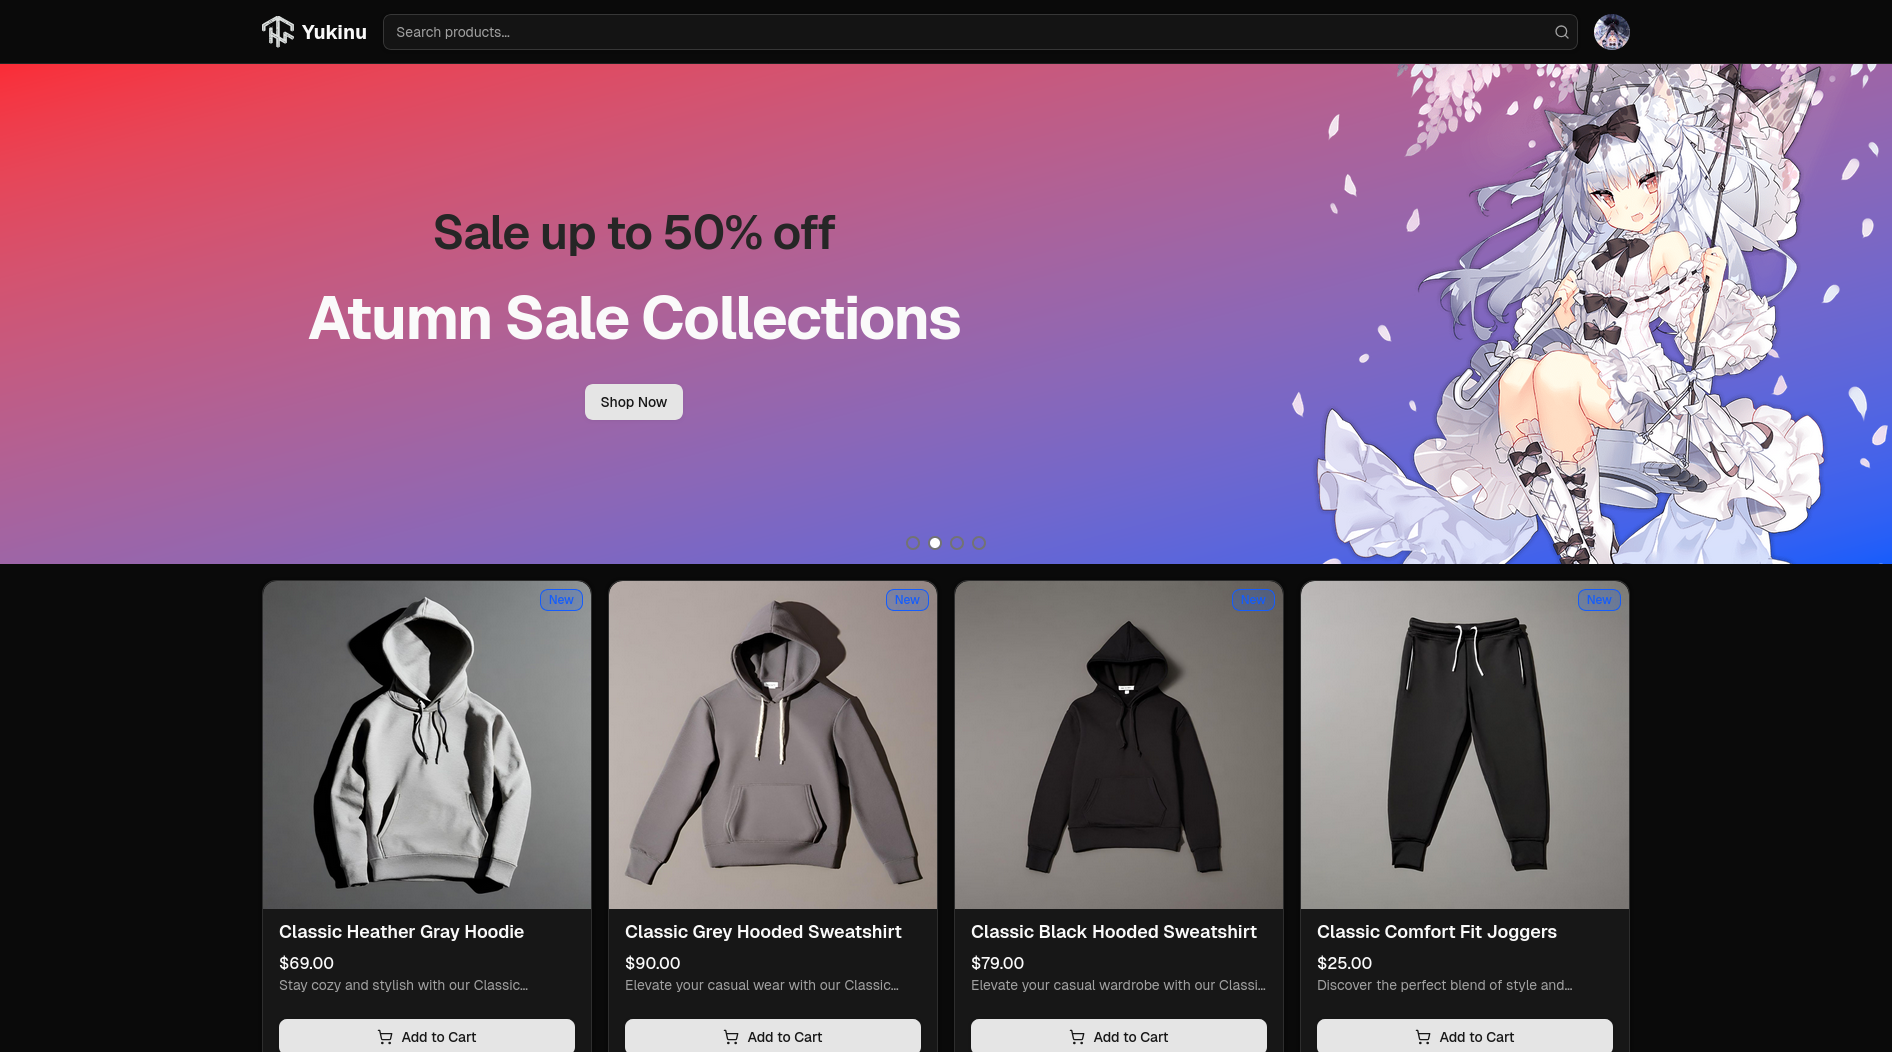 Yukinu
Search products...
Sale up to 50% off
Atumn Sale Collections
Shop Now
New
New
New
New
Classic Heather Gray Hoodie
$69.00
Stay cozy and stylish with our Classic...
Add to Cart
Classic Grey Hooded Sweatshirt
$90.00
Elevate your casual wear with our Classic...
Add to Cart
Classic Black Hooded Sweatshirt
$79.00
Elevate your casual wardrobe with our Classi...
Add to Cart
Classic Comfort Fit Joggers
$25.00
Discover the perfect blend of style and...
Add to Cart